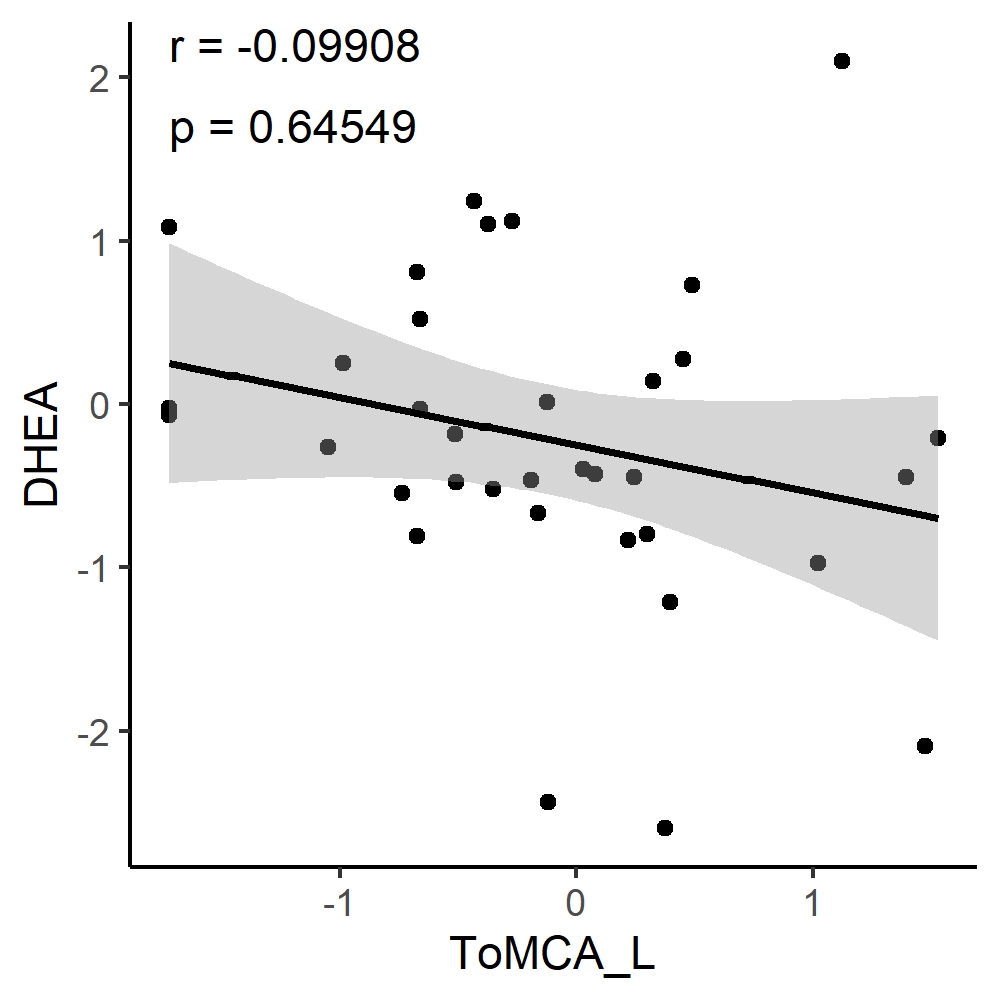 r = -0.09908
p = 0.64549
2
1
0
-1
-2
DHEA
-1
0
1
ToMCA_L